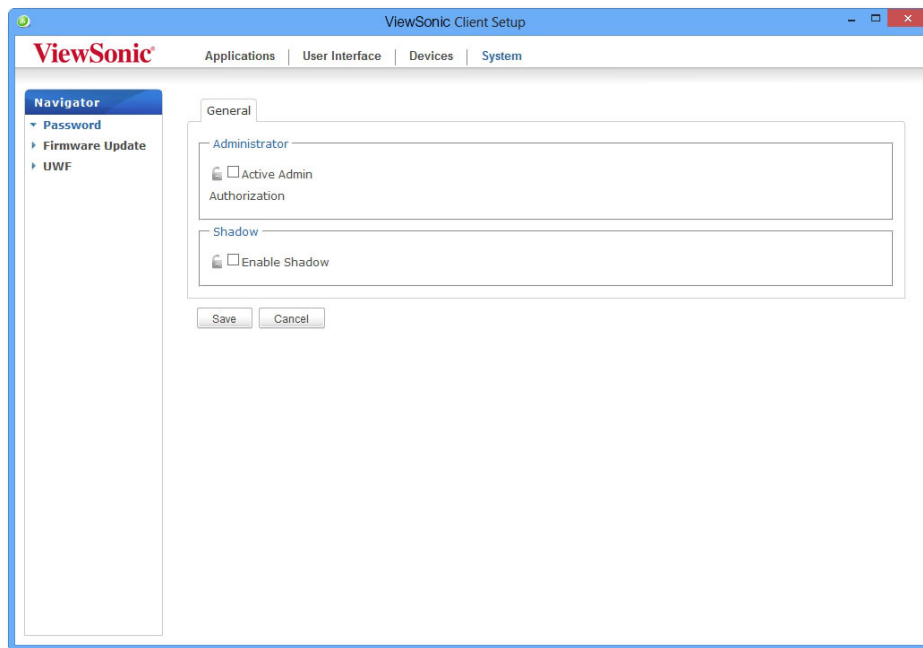 ViewSonic Client Setup
ViewSonic®
Applications | User Interface | Devices | System
Navigator
Password
Firmware Update
UWF
General
Administrator
Active Admin
Authorization
Shadow
Enable Shadow
Save Cancel